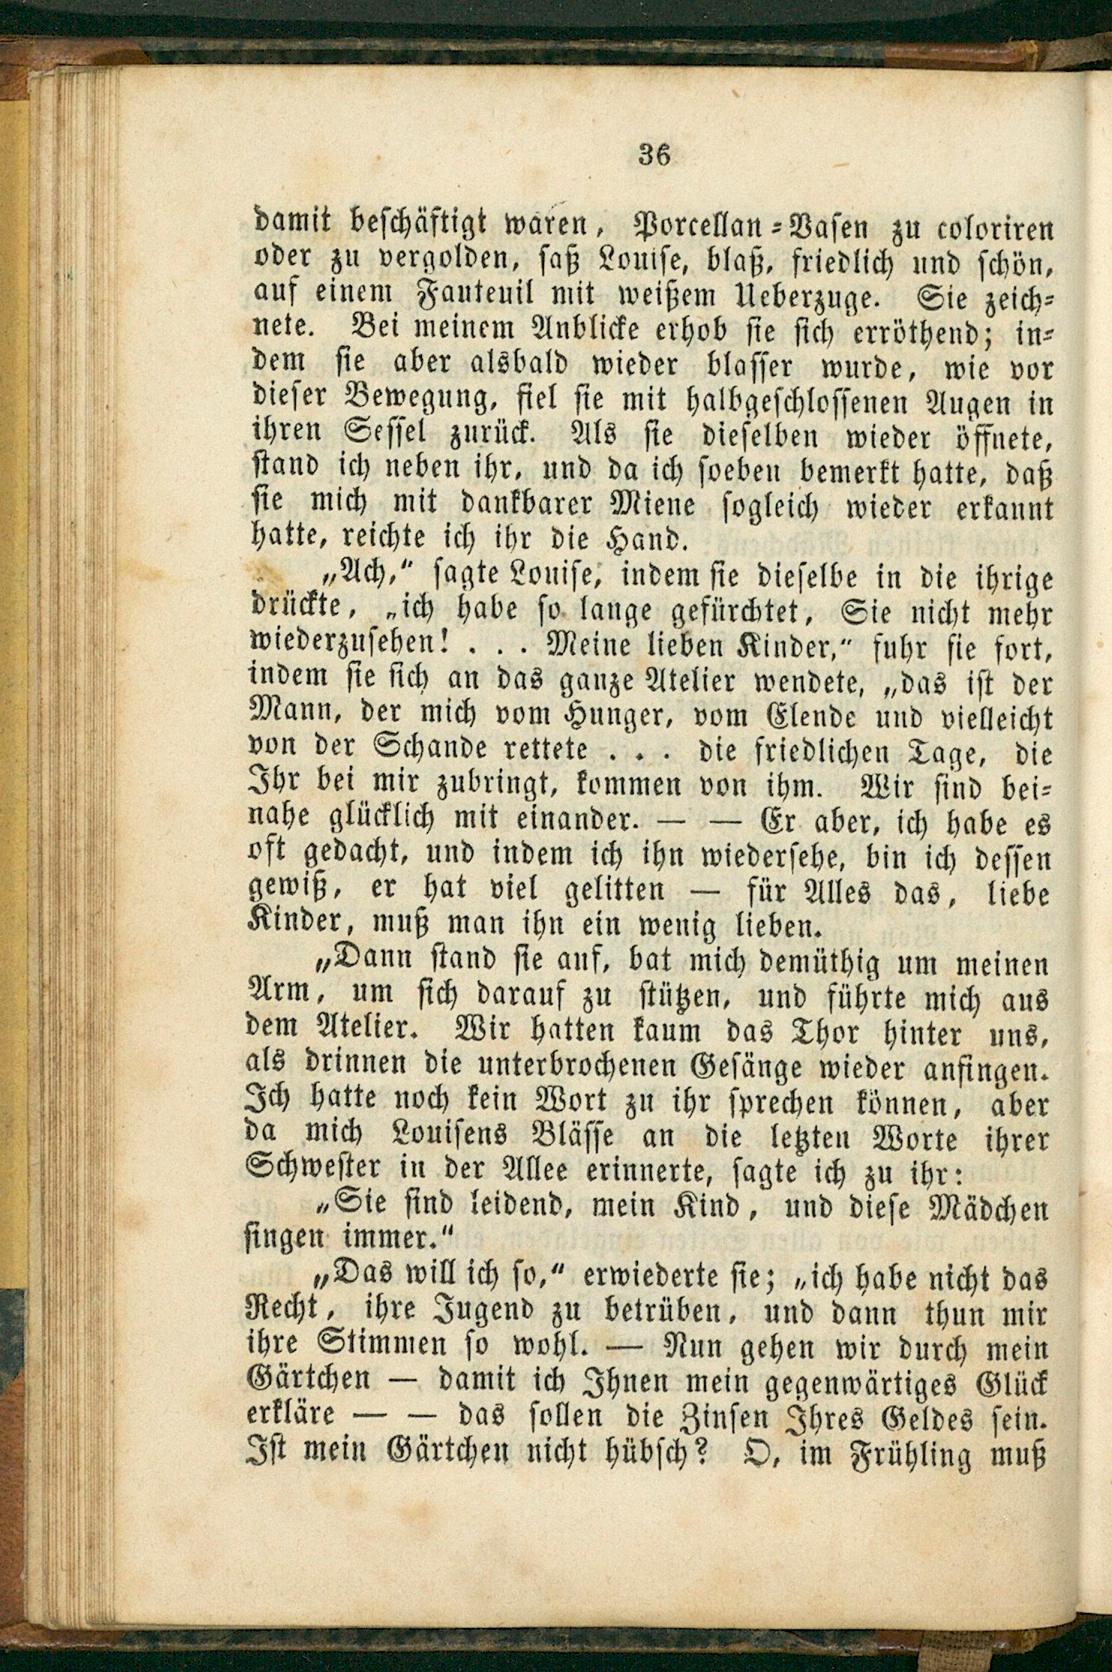 36
damit beschäftigt waren, Porcellan-Vasen zu coloriren
oder zu vergolden, saß Louise, blaß, friedlich und schön,
auf einem Fauteuil mit weißem Ueberzuge. Sie zeich-
nete. Bei meinem Anblicke erhob sie sich erröthend; in-
dem sie aber alsbald wieder blasser wurde, wie vor
dieser Bewegung, fiel sie mit halbgeschlossenen Augen in
ihren Sessel zurück. Als sie dieselben wieder öffnete,
stand ich neben ihr, und da ich soeben bemerkt hatte, daß
sie mich mit dankbarer Miene sogleich wieder erkannt
hatte, reichte ich ihr die Hand.
„Ach,“ sagte Louise, indem sie dieselbe in die ihrige
drückte, „ich habe so lange gefürchtet, Sie nicht mehr
wiederzusehen! . . . Meine lieben Kinder,“ fuhr sie fort,
indem sie sich an das ganze Atelier wendete, „das ist der
Mann, der mich vom Hunger, vom Elende und vielleicht
von der Schande rettete . . . die friedlichen Tage, die
Ihr bei mir zubringt, kommen von ihm. Wir sind bei-
nahe glücklich mit einander. — — Er aber, ich habe es
oft gedacht, und indem ich ihn wiedersehe, bin ich dessen
gewiß, er hat viel gelitten — für Alles das, liebe
Kinder, muß man ihn ein wenig lieben.
„Dann stand sie auf, bat mich demüthig um meinen
Arm, um sich darauf zu stützen, und führte mich aus
dem Atelier. Wir hatten kaum das Thor hinter uns,
als drinnen die unterbrochenen Gesänge wieder anfingen.
Ich hatte noch kein Wort zu ihr sprechen können, aber
da mich Louisens Blässe an die letzten Worte ihrer
Schwester in der Allee erinnerte, sagte ich zu ihr:
„Sie sind leidend, mein Kind, und diese Mädchen
singen immer.“
„Das will ich so,“ erwiederte sie; „ich habe nicht das
Recht, ihre Jugend zu betrüben, und dann thun mir
ihre Stimmen so wohl. — Nun gehen wir durch mein
Gärtchen — damit ich Ihnen mein gegenwärtiges Glück
erkläre — — das sollen die Zinsen Ihres Geldes sein.
Ist mein Gärtchen nicht hübsch? O, im Frühling muß